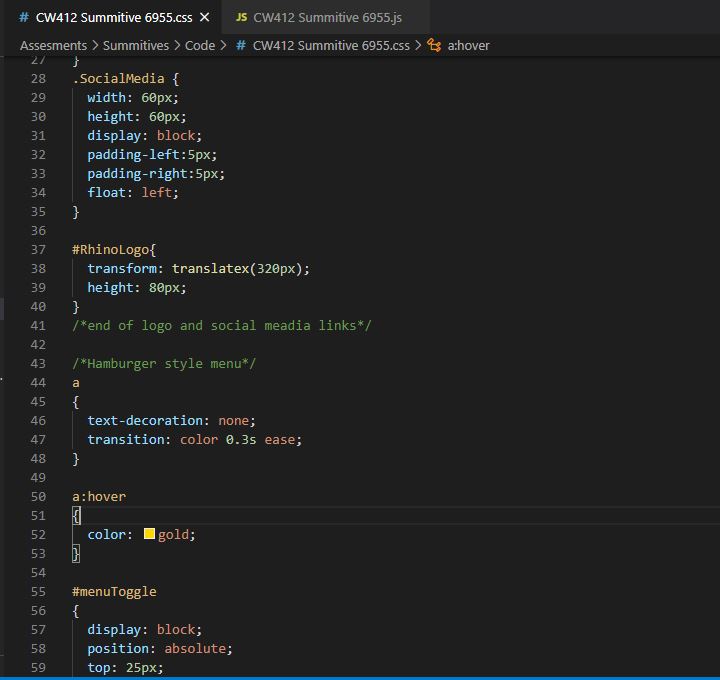 # CW412 Summitive 6955.css ×
JS CW412 Summitive 6955.js
Assesments > Summitives > Code > # CW412 Summitive 6955.css > a:hover
27 }
28 .SocialMedia {
29 width: 60px;
30 height: 60px;
31 display: block;
32 padding-left:5px;
33 padding-right:5px;
34 float: left;
35 }
36
37 #RhinoLogo{
38 transform: translatex(320px);
39 height: 80px;
40 }
41 /*end of logo and social meadia links*/
42
43 /*Hamburger style menu*/
44 a
45 {
46 text-decoration: none;
47 transition: color 0.3s ease;
48 }
49
50 a:hover
51 {
52 color: gold;
53 }
54
55 #menuToggle
56 {
57 display: block;
58 position: absolute;
59 top: 25px;